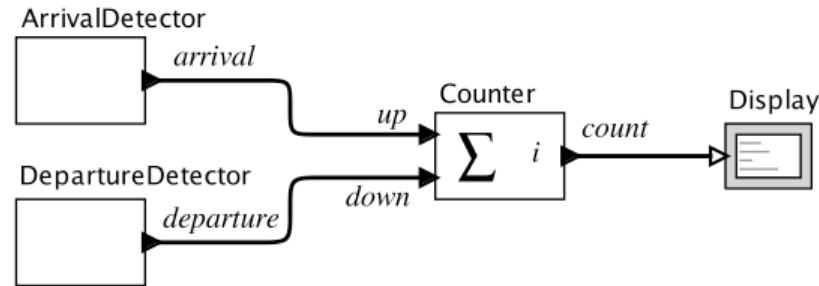 ArrivalDetector
arrival
Counter
up
Σ
i
count
Display
DepartureDetector
departure
down